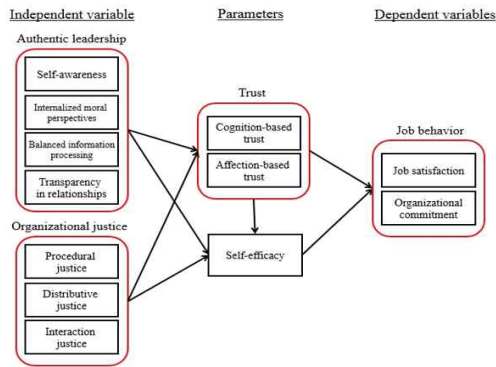 Independent variable
Parameters
Dependent variables
Authentic leadership
Self-awareness
Internalized moral
perspectives
Balanced information
processing
Transparency
in relationships
Organizational justice
Procedural
justice
Distributive
justice
Interaction
justice
Trust
Cognition-based
trust
Affection-based
trust
Self-efficacy
Job behavior
Job satisfaction
Organizational
commitment